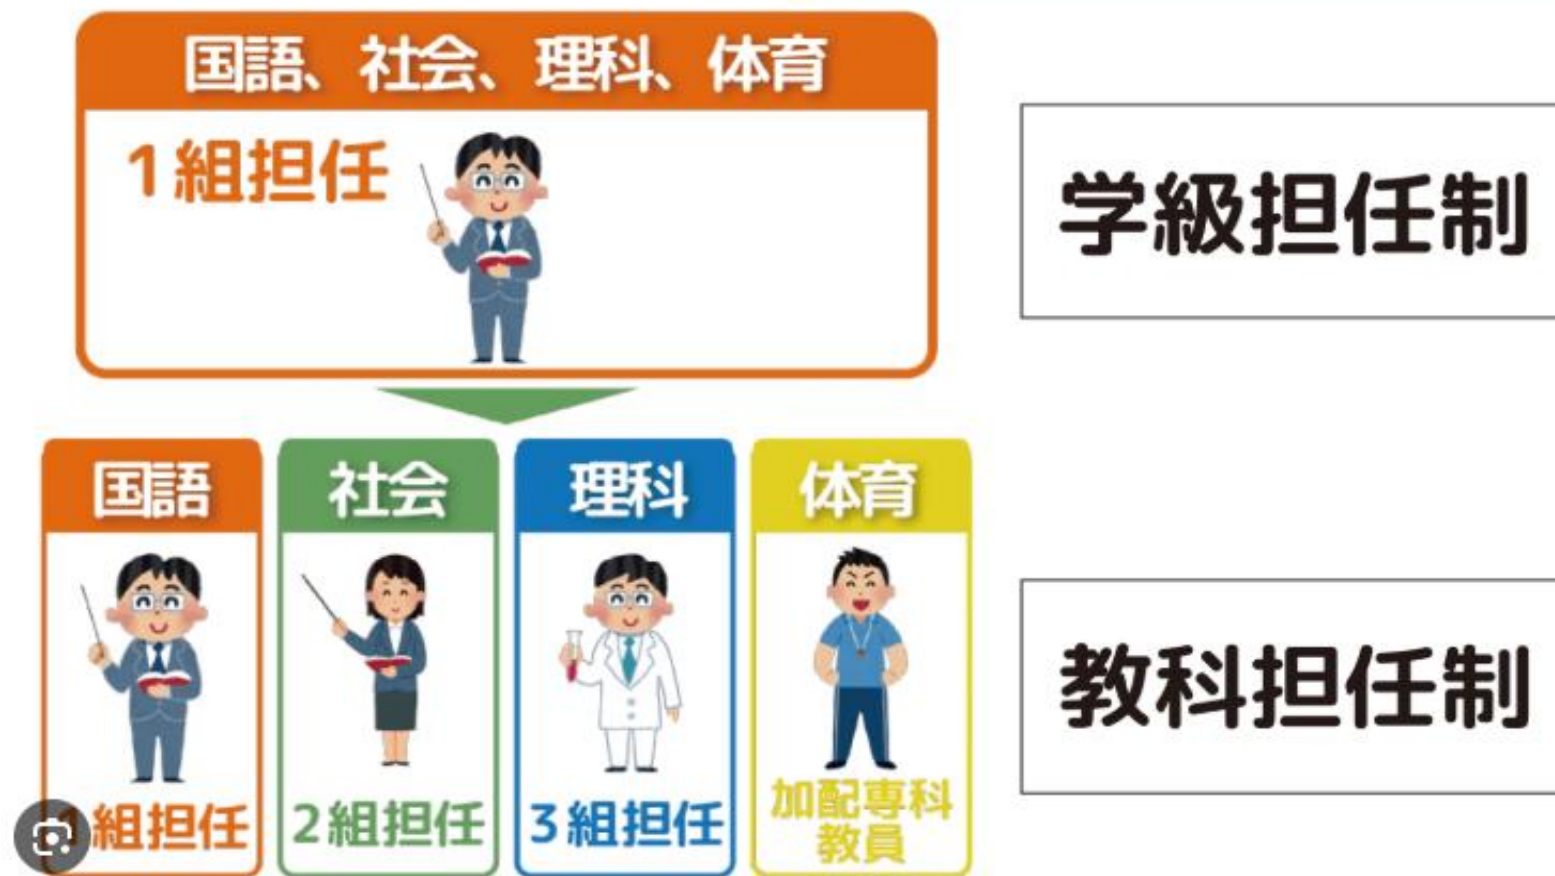 国語、社会、理科、体育
1組担任
学級担任制
国語
社会
理科
体育
1組担任
2組担任
3組担任
加配専科
教員
教科担任制